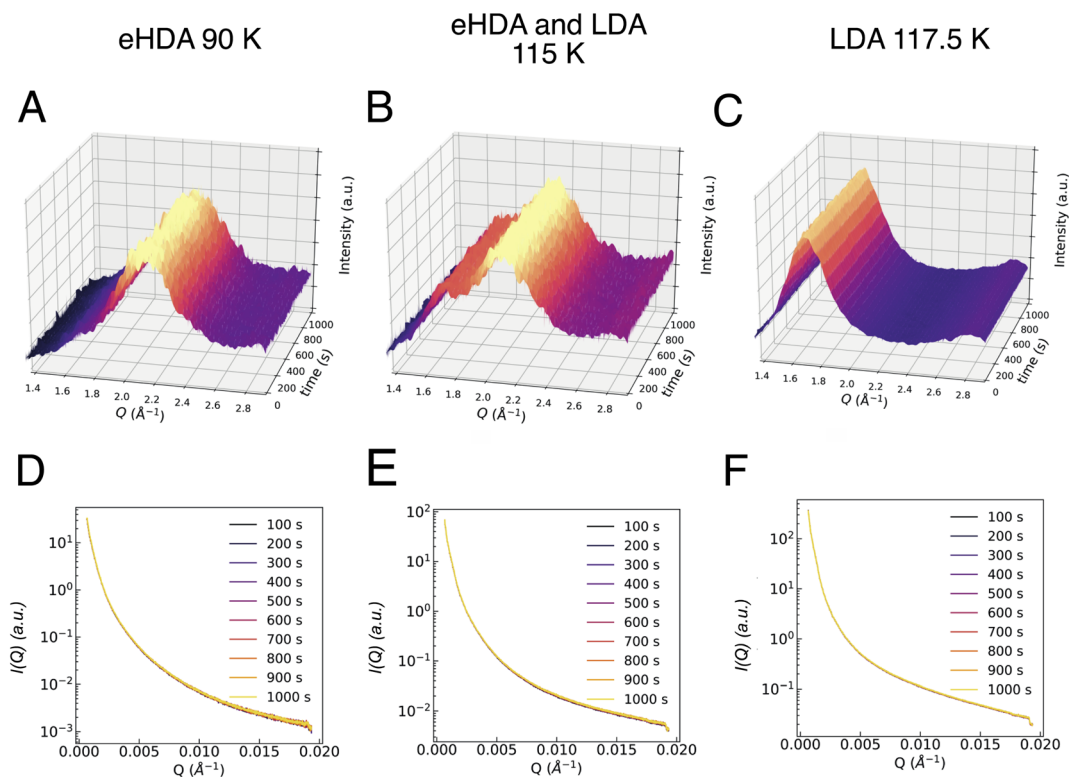 eHDA 90 K
eHDA and LDA
115 K
LDA 117.5 K
A
B
C
Intensity (a.u.)
1.4 1.6 1.8 2.0 2.2 2.4 2.6 2.8
Q (Å⁻¹)
0 200 400 600 800 1000
time (s)
Intensity (a.u.)
1.4 1.6 1.8 2.0 2.2 2.4 2.6 2.8
Q (Å⁻¹)
0 200 400 600 800 1000
time (s)
Intensity (a.u.)
1.4 1.6 1.8 2.0 2.2 2.4 2.6 2.8
Q (Å⁻¹)
0 200 400 600 800 1000
time (s)
D
E
F
I(Q) (a.u.)
10¹
10⁰
10⁻¹
10⁻²
10⁻³
100 s
200 s
300 s
400 s
500 s
600 s
700 s
800 s
900 s
1000 s
0.000 0.005 0.010 0.015 0.020
Q (Å⁻¹)
I(Q) (a.u.)
10²
10¹
10⁰
10⁻¹
10⁻²
100 s
200 s
300 s
400 s
500 s
600 s
700 s
800 s
900 s
1000 s
0.000 0.005 0.010 0.015 0.020
Q (Å⁻¹)
I(Q) (a.u.)
10²
10¹
10⁰
10⁻¹
100 s
200 s
300 s
400 s
500 s
600 s
700 s
800 s
900 s
1000 s
0.000 0.005 0.010 0.015 0.020
Q (Å⁻¹)